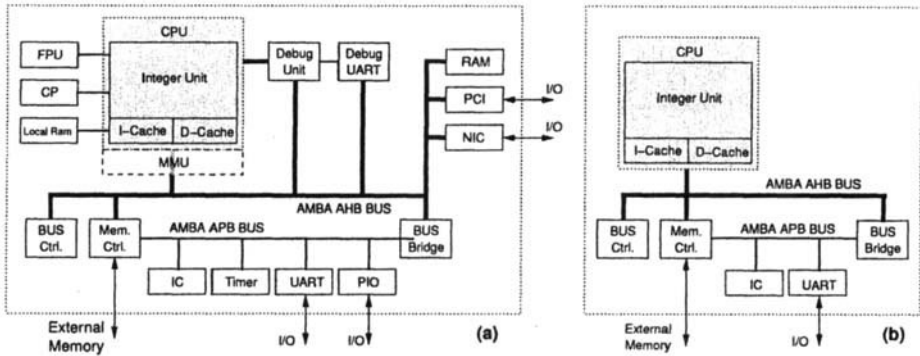 CPU
FPU
CP
Local Ram
Integer Unit
I–Cache
D–Cache
MMU
Debug
Unit
Debug
UART
RAM
PCI
NIC
I/O
I/O
AMBA AHB BUS
BUS
Ctrl.
Mem.
Ctrl.
AMBA APB BUS
BUS
Bridge
IC
Timer
UART
PIO
External
Memory
I/O
I/O
(a)
CPU
Integer Unit
I–Cache
D–Cache
AMBA AHB BUS
BUS
Ctrl.
Mem.
Ctrl.
AMBA APB BUS
BUS
Bridge
IC
UART
External
Memory
I/O
(b)